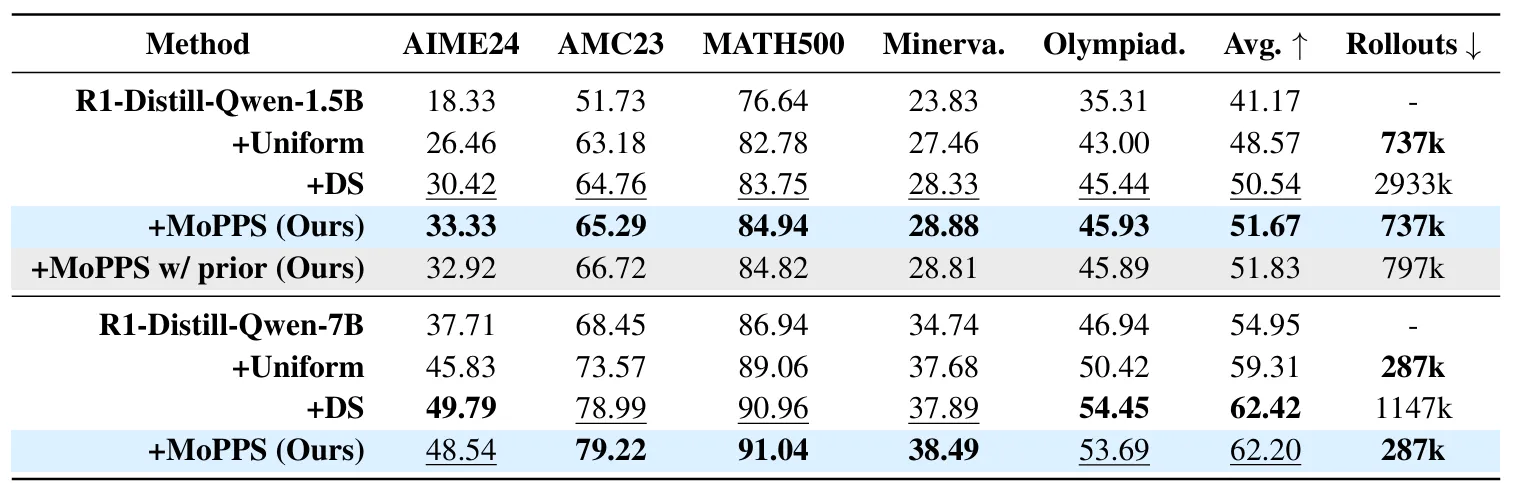 Method AIME24 AMC23 MATH500 Minerva. Olympiad. Avg. ↑ Rollouts ↓
R1-Distill-Qwen-1.5B 18.33 51.73 76.64 23.83 35.31 41.17 -
+Uniform 26.46 63.18 82.78 27.46 43.00 48.57 737k
+DS 30.42 64.76 83.75 28.33 45.44 50.54 2933k
+MoPPS (Ours) 33.33 65.29 84.94 28.88 45.93 51.67 737k
+MoPPS w/ prior (Ours) 32.92 66.72 84.82 28.81 45.89 51.83 797k
R1-Distill-Qwen-7B 37.71 68.45 86.94 34.74 46.94 54.95 -
+Uniform 45.83 73.57 89.06 37.68 50.42 59.31 287k
+DS 49.79 78.99 90.96 37.89 54.45 62.42 1147k
+MoPPS (Ours) 48.54 79.22 91.04 38.49 53.69 62.20 287k